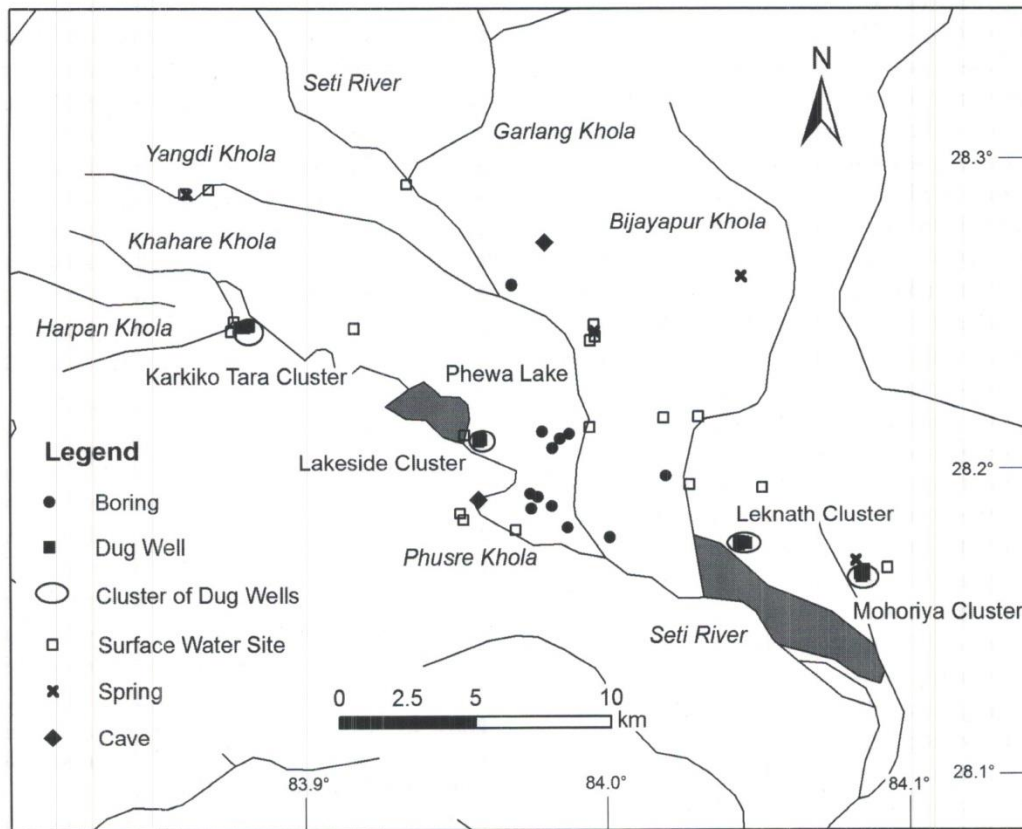 N
Seti River
Garlang Khola
Yangdi Khola
28.3°
Bijayapur Khola
Khahare Khola
Harpan Khola
Karkiko Tara Cluster
Phewa Lake
Legend
Lakeside Cluster
28.2°
Boring
Leknath Cluster
Dug Well
Phusre Khola
Cluster of Dug Wells
Mohoriya Cluster
Seti River
Surface Water Site
Spring
0 2.5 5 10
km
Cave
83.9° 84.0° 84.1°
28.1°